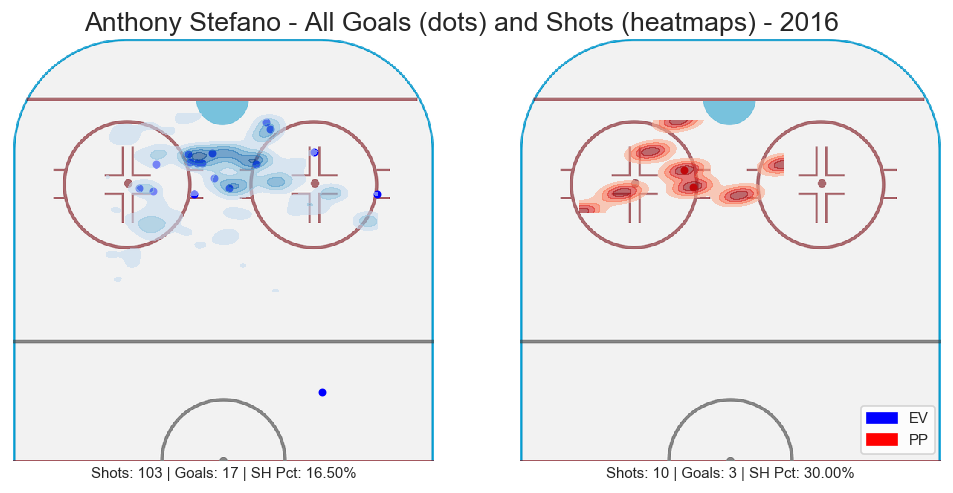 Anthony Stefano - All Goals (dots) and Shots (heatmaps) - 2016
EV
PP
Shots: 103 | Goals: 17 | SH Pct: 16.50%
Shots: 10 | Goals: 3 | SH Pct: 30.00%